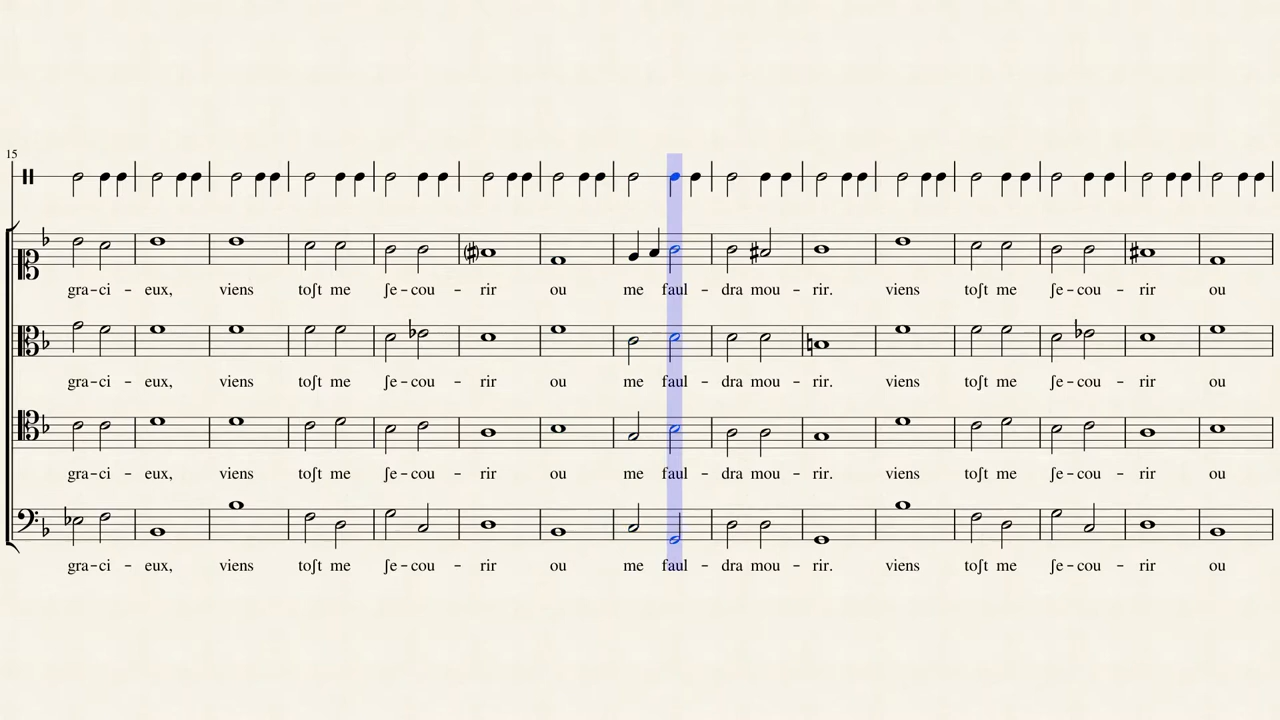 15
gra-ci - eux, viens toſt me ſe-cou - rir ou me faul - dra mou - rir. viens toſt me ſe-cou - rir ou
gra-ci - eux, viens toſt me ſe-cou - rir ou me faul - dra mou - rir. viens toſt me ſe-cou - rir ou
gra-ci - eux, viens toſt me ſe-cou - rir ou me faul - dra mou - rir. viens toſt me ſe-cou - rir ou
gra-ci - eux, viens toſt me ſe-cou - rir ou me faul - dra mou - rir. viens toſt me ſe-cou - rir ou